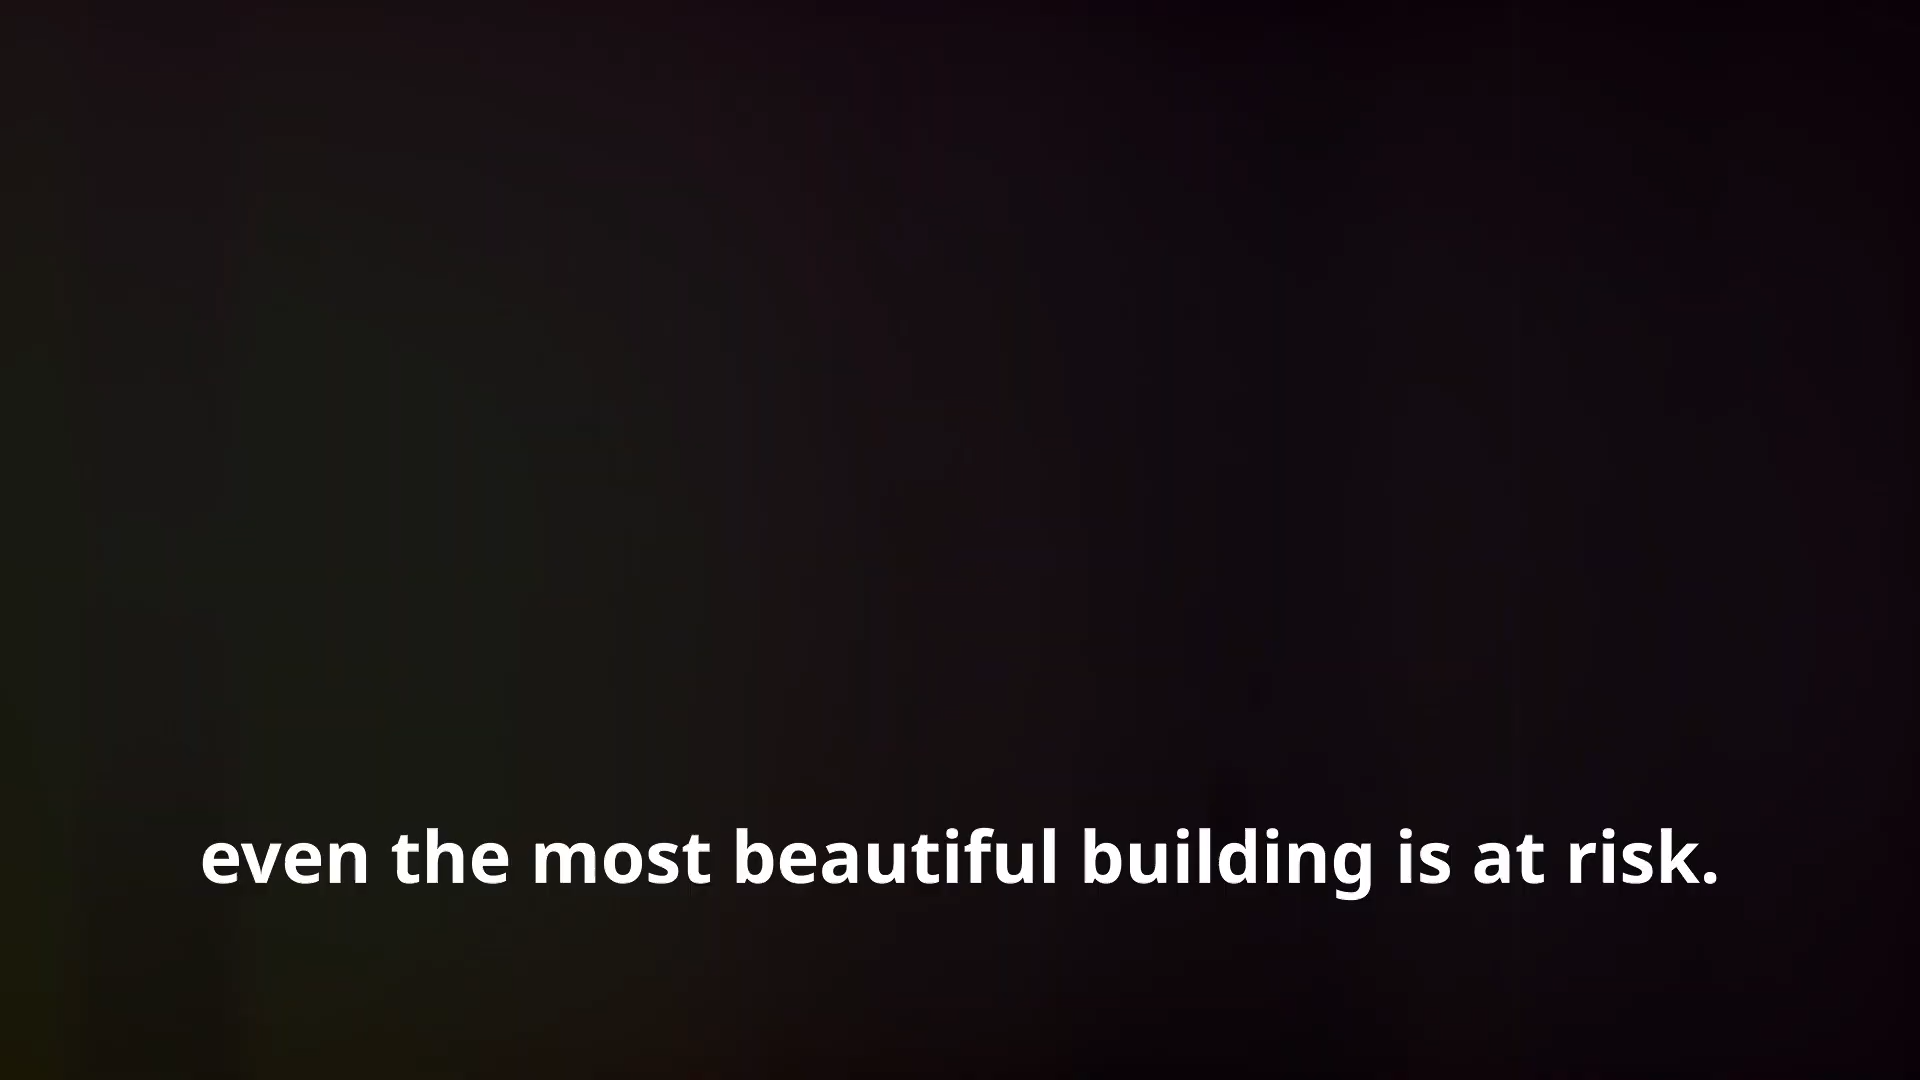 even the most beautiful building is at risk.